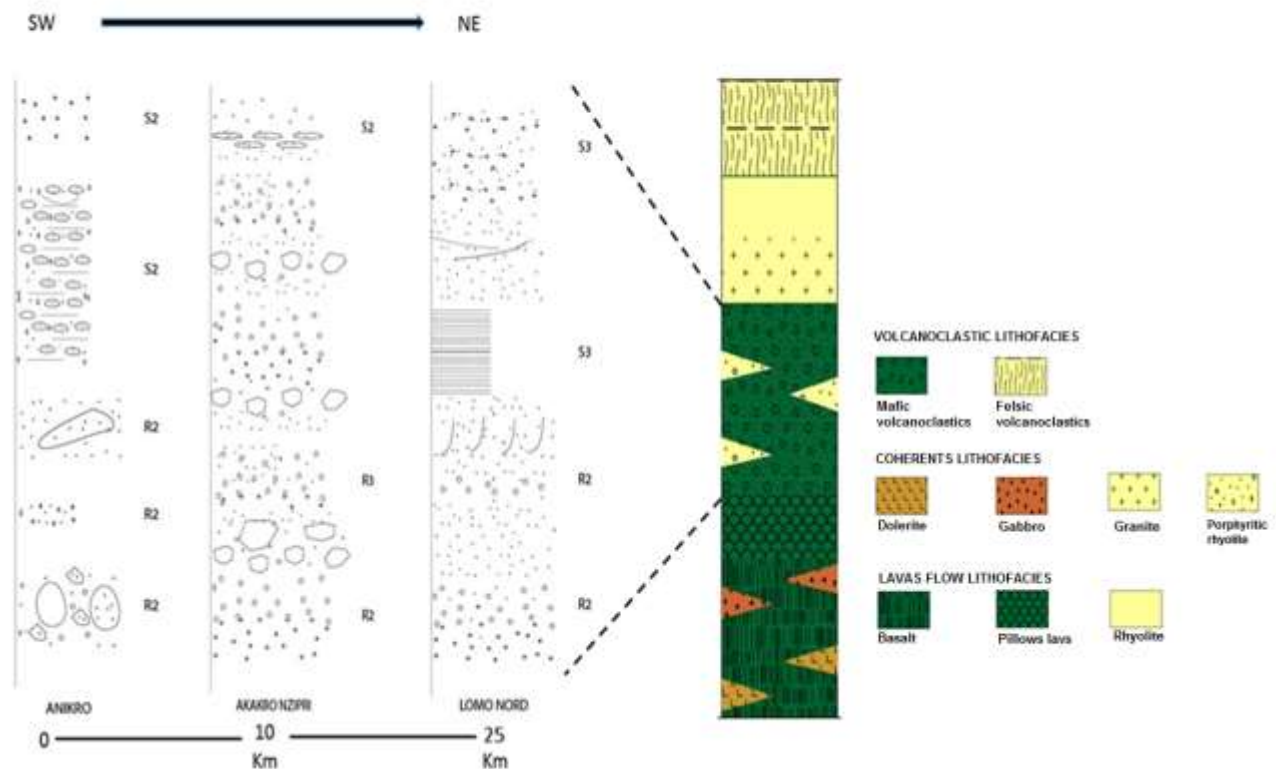 SW
NE
S2
S2
R2
R2
R2
ANIKRO
S2
R3
R2
AKAKRO NZIPRI
S3
S3
R2
R2
LOMO NORD
0
10
Km
25
Km
VOLCANOCLASTIC LITHOFACIES
Mafic
volcanoclastics
Felsic
volcanoclastics
COHERENTS LITHOFACIES
Dolerite
Gabbro
Granite
Porphyritic
rhyolite
LAVAS FLOW LITHOFACIES
Basalt
Pillows lava
Rhyolite